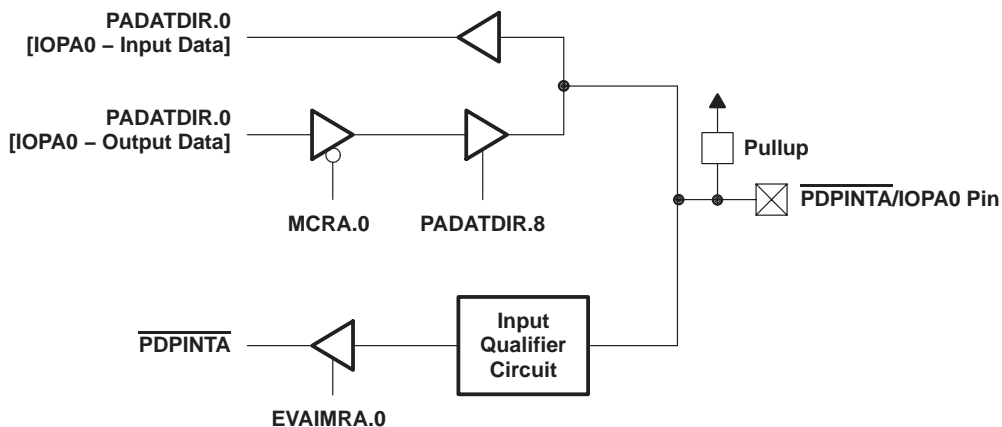 PADATDIR.0
[IOPA0 – Input Data]
PADATDIR.0
[IOPA0 – Output Data]
MCRA.0
PADATDIR.8
Pullup
PDPINTA/IOPA0 Pin
PDPINTA
Input
Qualifier
Circuit
EVAIMRA.0